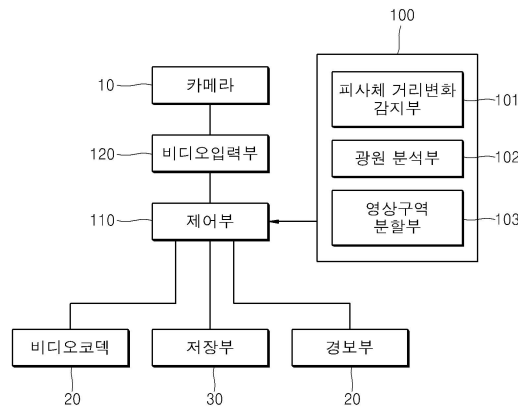 100
10
카메라
피사체 거리변화
감지부
101
120
비디오입력부
광원 분석부
102
110
제어부
영상구역
분할부
103
비디오코덱
저장부
경보부
20
30
20